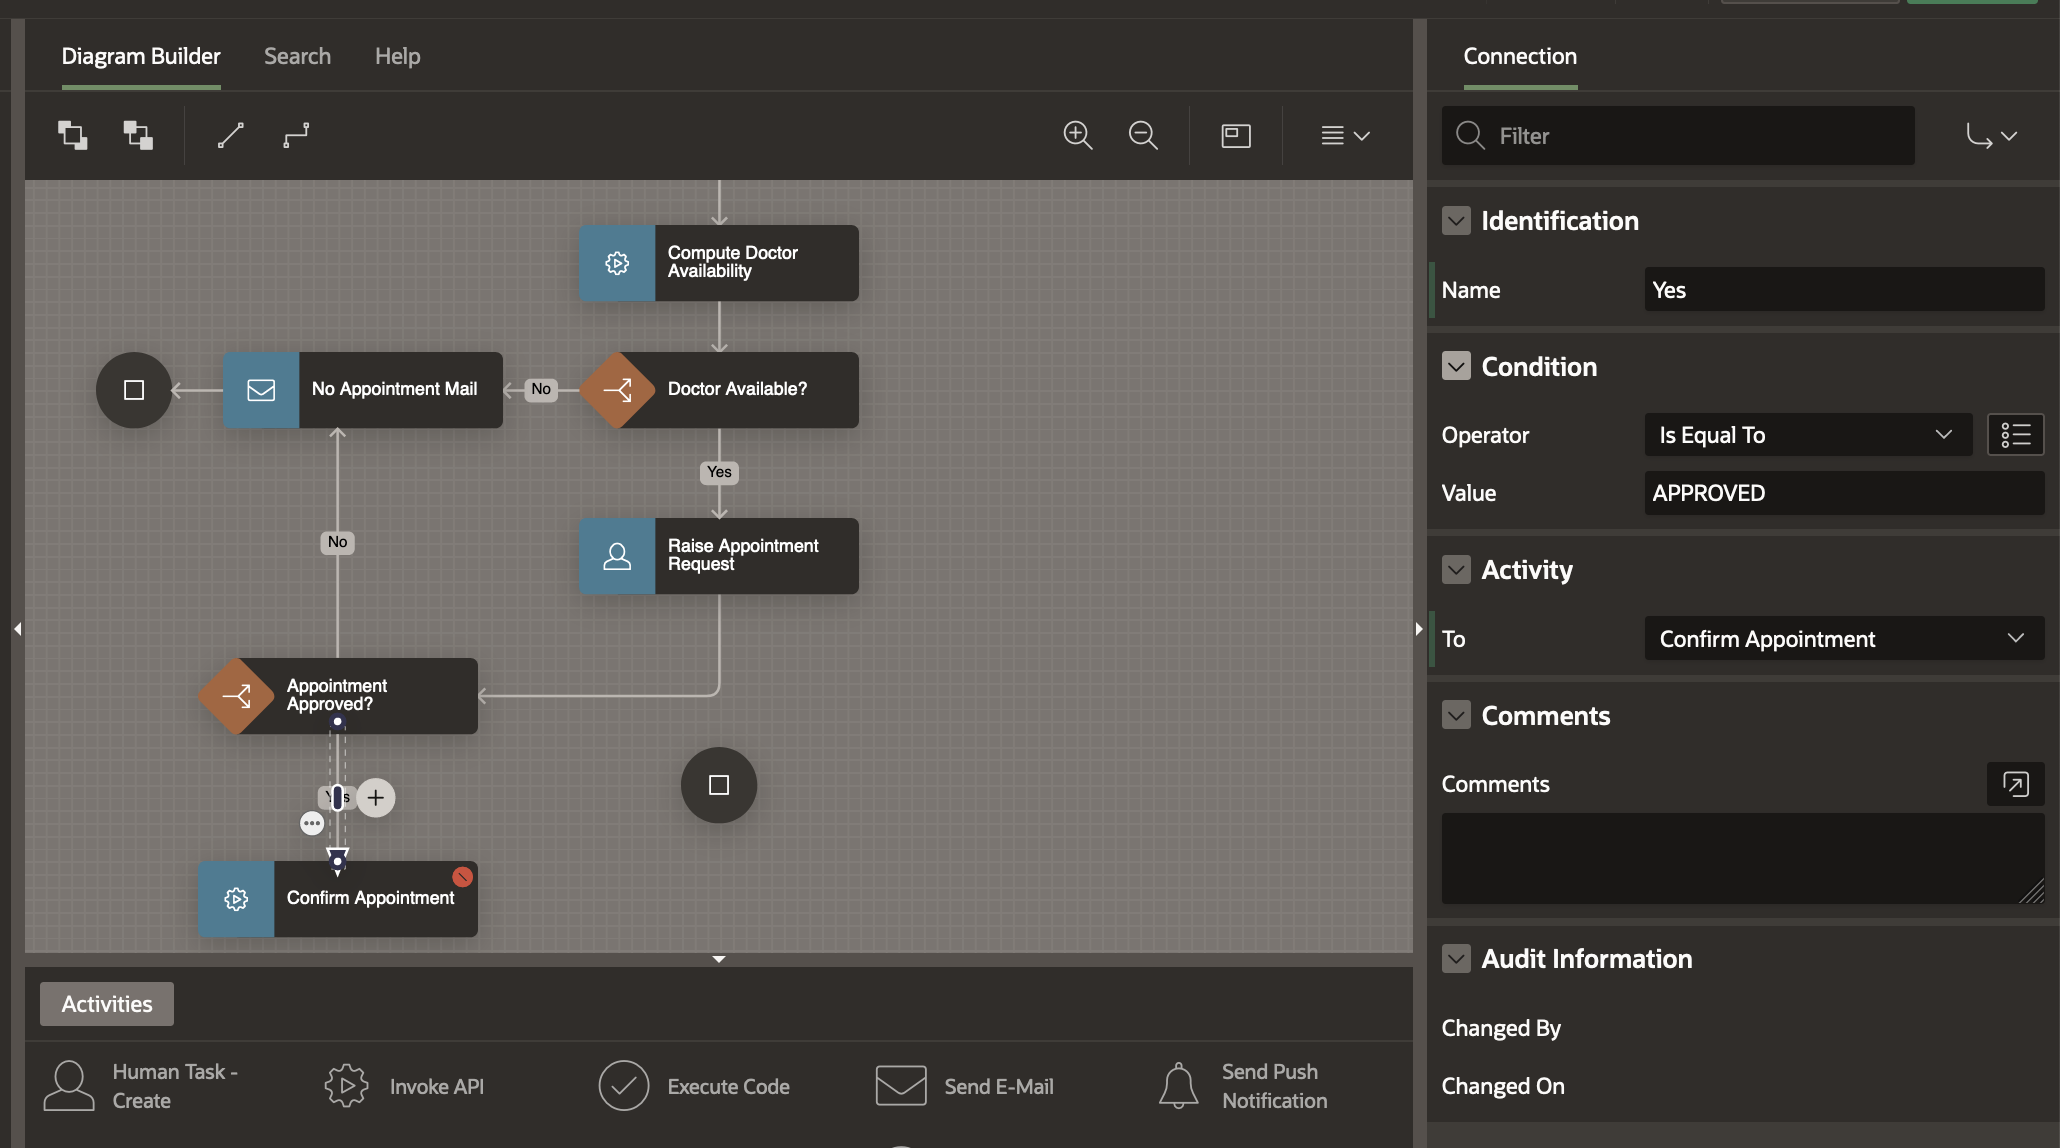 Diagram Builder
Search
Help
Compute Doctor
Availability
No Appointment Mail
No
Doctor Available?
Yes
No
Raise Appointment
Request
Appointment
Approved?
Yes
Confirm Appointment
Activities
Human Task -
Create
Invoke API
Execute Code
Send E-Mail
Send Push
Notification
Connection
Filter
Identification
Name
Yes
Condition
Operator
Is Equal To
Value
APPROVED
Activity
To
Confirm Appointment
Comments
Comments
Audit Information
Changed By
Changed On